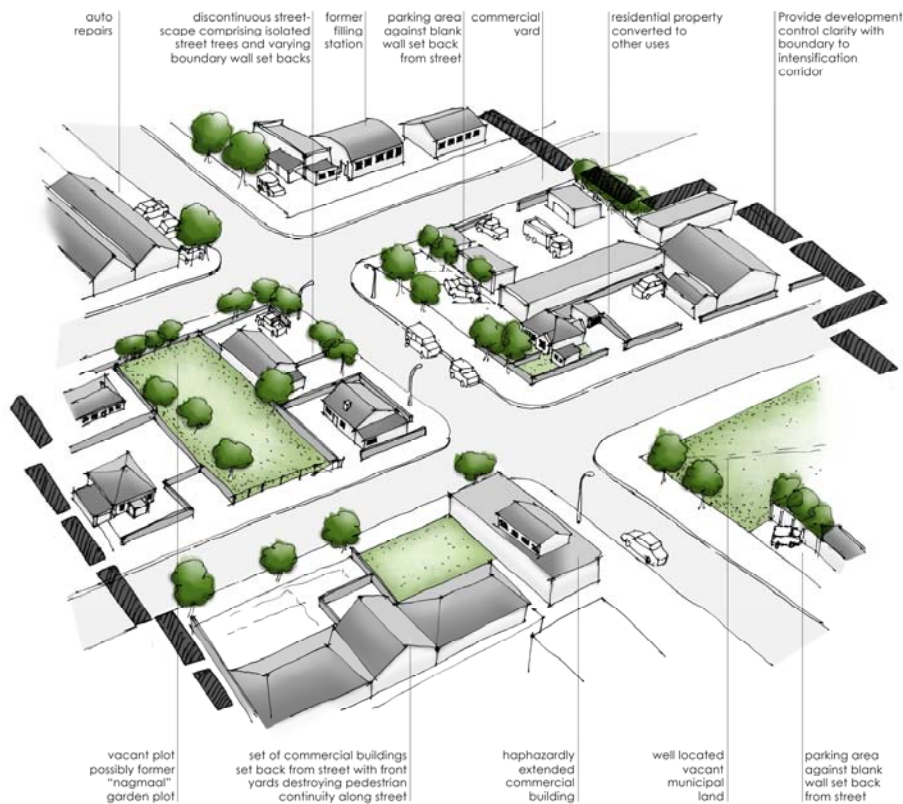 auto
repairs
discontinuous street-
scape comprising isolated
street trees and varying
boundary wall set backs
former
filling
station
parking area
against blank
wall set back
from street
commercial
yard
residential property
converted to
other uses
Provide development
control clarity with
boundary to
intensification
corridor
vacant plot
possibly former
“nagmaal”
garden plot
set of commercial buildings
set back from street with front
yards destroying pedestrian
continuity along street
haphazardly
extended
commercial
building
well located
vacant
municipal
land
parking area
against blank
wall set back
from street